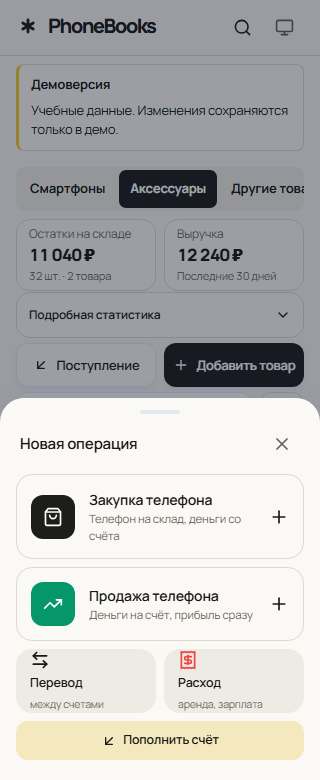 PhoneBooks
Демоверсия
Учебные данные. Изменения сохраняются
только в демо.
Смартфоны Аксессуары Другие това
Остатки на складе Выручка
11 040 ₽ 12 240 ₽
32 шт. · 2 товара Последние 30 дней
Подробная статистика
Поступление Добавить товар
Новая операция
Закупка телефона
Телефон на склад, деньги со
счёта
Продажа телефона
Деньги на счёт, прибыль сразу
Перевод Расход
между счетами аренда, зарплата
Пополнить счёт